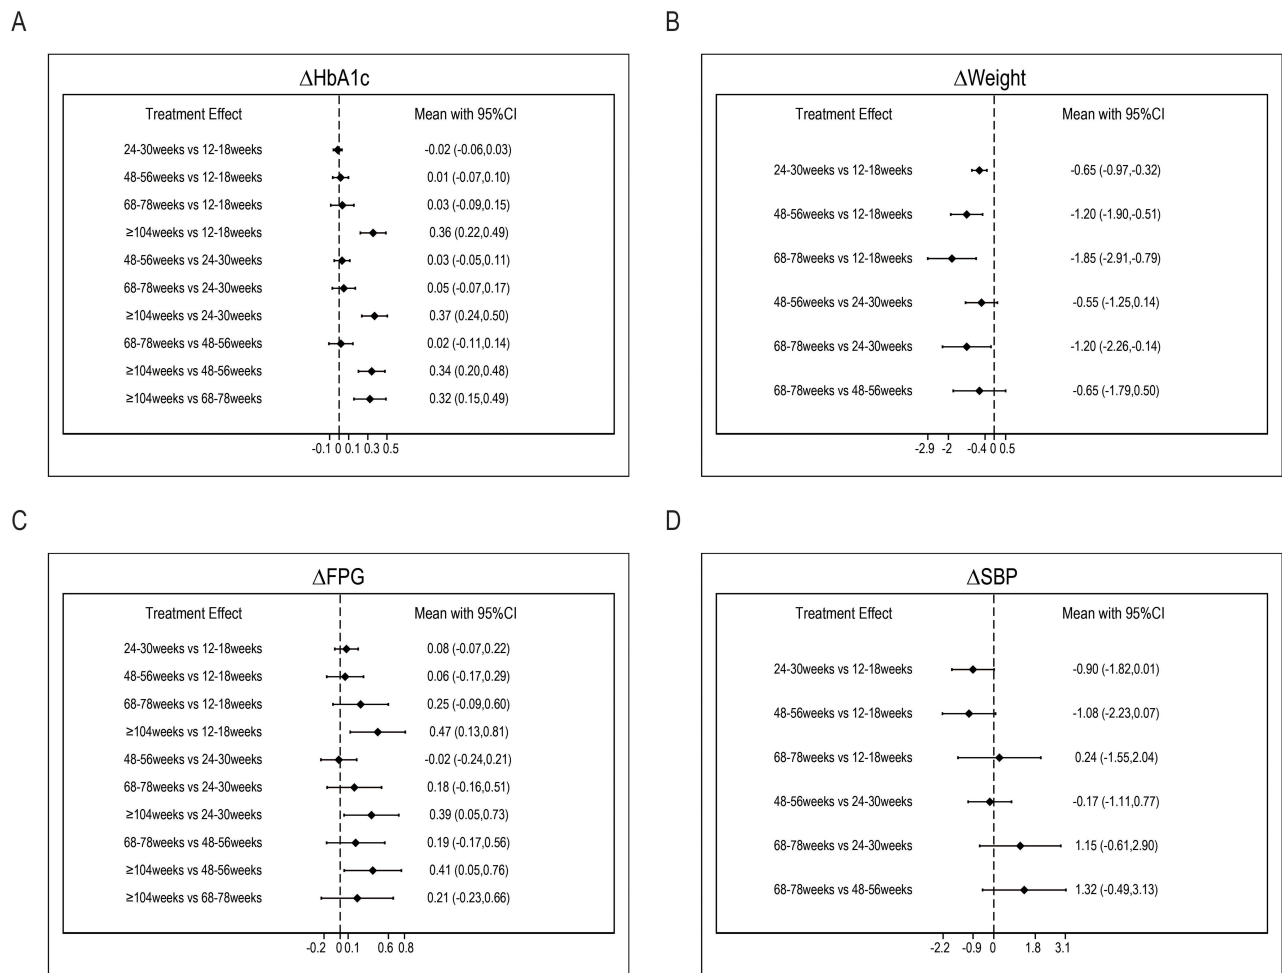 A
ΔHbA1c
Treatment Effect Mean with 95%CI
24-30weeks vs 12-18weeks -0.02 (-0.06,0.03)
48-56weeks vs 12-18weeks 0.01 (-0.07,0.10)
68-78weeks vs 12-18weeks 0.03 (-0.09,0.15)
≥104weeks vs 12-18weeks 0.36 (0.22,0.49)
48-56weeks vs 24-30weeks 0.03 (-0.05,0.11)
68-78weeks vs 24-30weeks 0.05 (-0.07,0.17)
≥104weeks vs 24-30weeks 0.37 (0.24,0.50)
68-78weeks vs 48-56weeks 0.02 (-0.11,0.14)
≥104weeks vs 48-56weeks 0.34 (0.20,0.48)
≥104weeks vs 68-78weeks 0.32 (0.15,0.49)
-0.1 0 0.1 0.3 0.5
B
ΔWeight
Treatment Effect Mean with 95%CI
24-30weeks vs 12-18weeks -0.65 (-0.97,-0.32)
48-56weeks vs 12-18weeks -1.20 (-1.90,-0.51)
68-78weeks vs 12-18weeks -1.85 (-2.91,-0.79)
48-56weeks vs 24-30weeks -0.55 (-1.25,0.14)
68-78weeks vs 24-30weeks -1.20 (-2.26,-0.14)
68-78weeks vs 48-56weeks -0.65 (-1.79,0.50)
-2.9 -2 -0.4 0 0.5
C
ΔFPG
Treatment Effect Mean with 95%CI
24-30weeks vs 12-18weeks 0.08 (-0.07,0.22)
48-56weeks vs 12-18weeks 0.06 (-0.17,0.29)
68-78weeks vs 12-18weeks 0.25 (-0.09,0.60)
≥104weeks vs 12-18weeks 0.47 (0.13,0.81)
48-56weeks vs 24-30weeks -0.02 (-0.24,0.21)
68-78weeks vs 24-30weeks 0.18 (-0.16,0.51)
≥104weeks vs 24-30weeks 0.39 (0.05,0.73)
68-78weeks vs 48-56weeks 0.19 (-0.17,0.56)
≥104weeks vs 48-56weeks 0.41 (0.05,0.76)
≥104weeks vs 68-78weeks 0.21 (-0.23,0.66)
-0.2 0 0.1 0.6 0.8
D
ΔSBP
Treatment Effect Mean with 95%CI
24-30weeks vs 12-18weeks -0.90 (-1.82,0.01)
48-56weeks vs 12-18weeks -1.08 (-2.23,0.07)
68-78weeks vs 12-18weeks 0.24 (-1.55,2.04)
48-56weeks vs 24-30weeks -0.17 (-1.11,0.77)
68-78weeks vs 24-30weeks 1.15 (-0.61,2.90)
68-78weeks vs 48-56weeks 1.32 (-0.49,3.13)
-2.2 -0.9 0 1.8 3.1